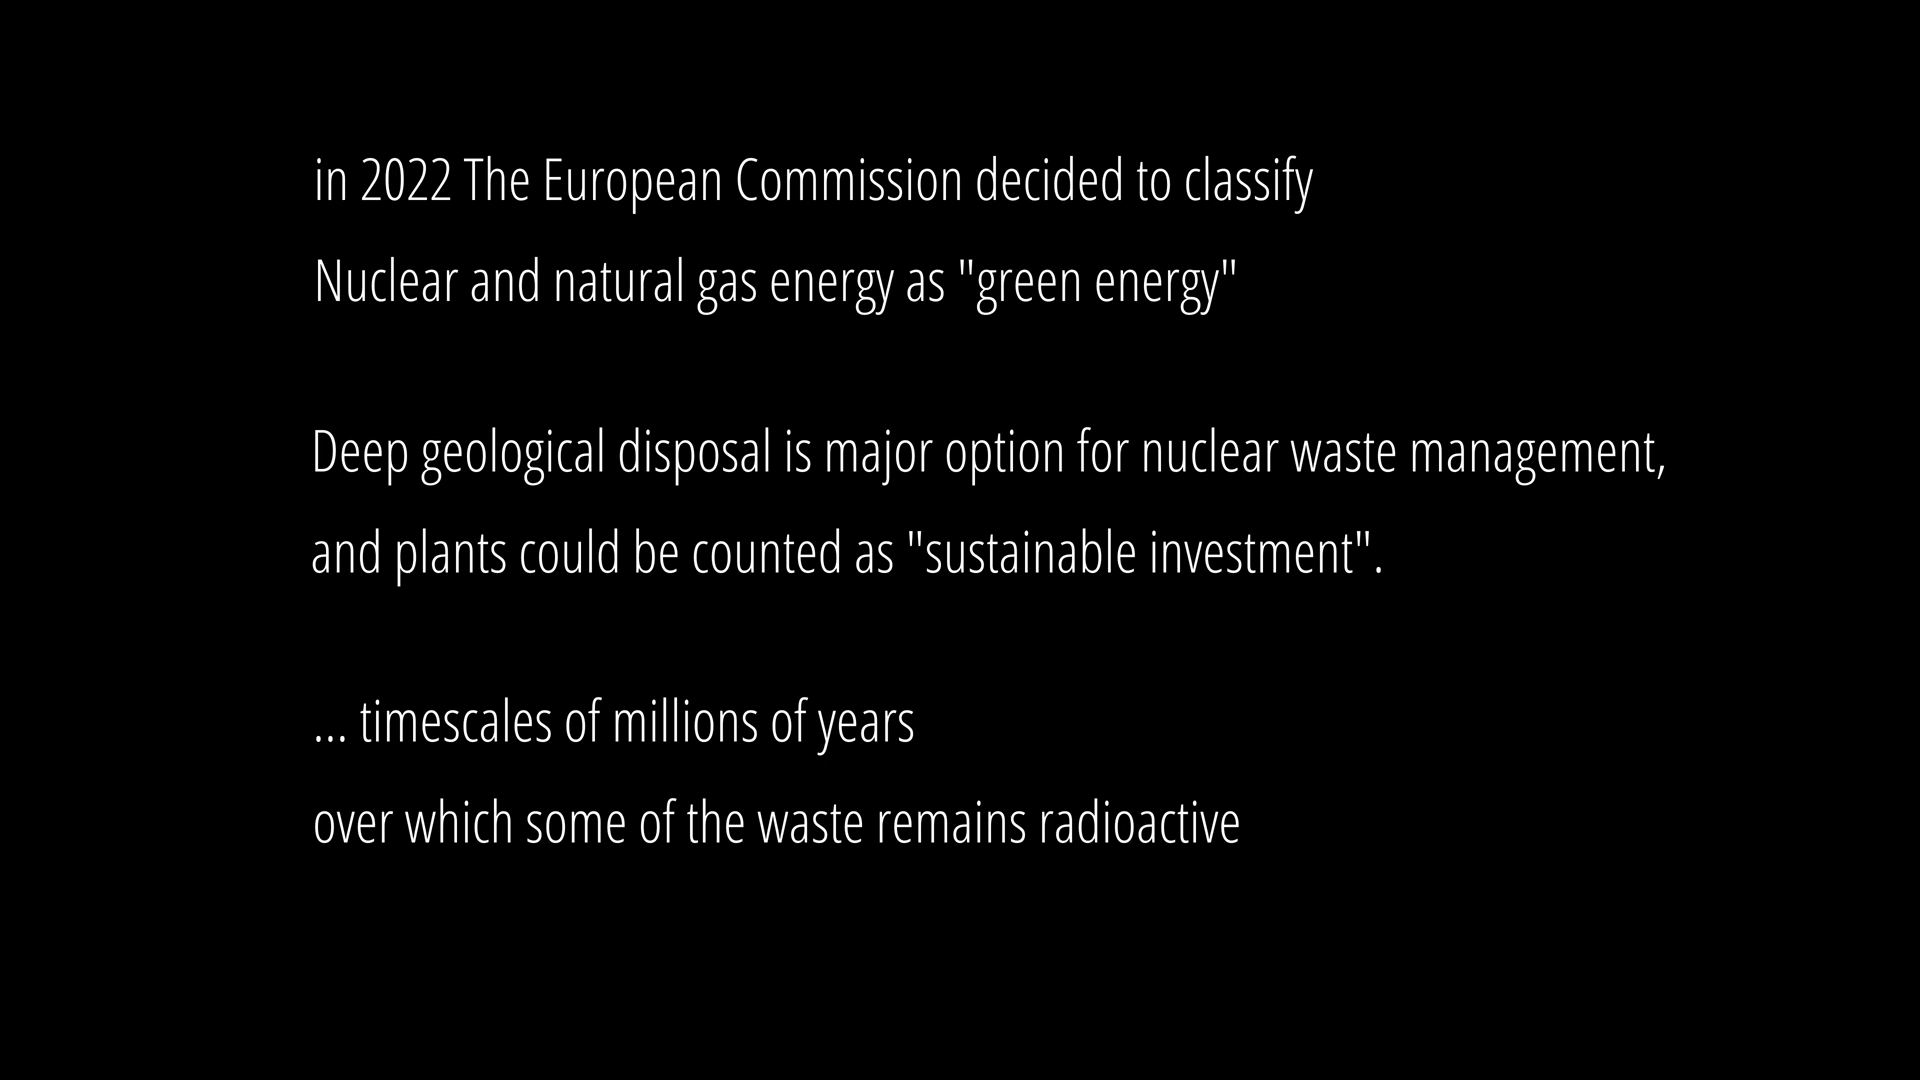 in 2022 The European Commission decided to classify
Nuclear and natural gas energy as "green energy"
Deep geological disposal is major option for nuclear waste management,
and plants could be counted as "sustainable investment".
... timescales of millions of years
over which some of the waste remains radioactive